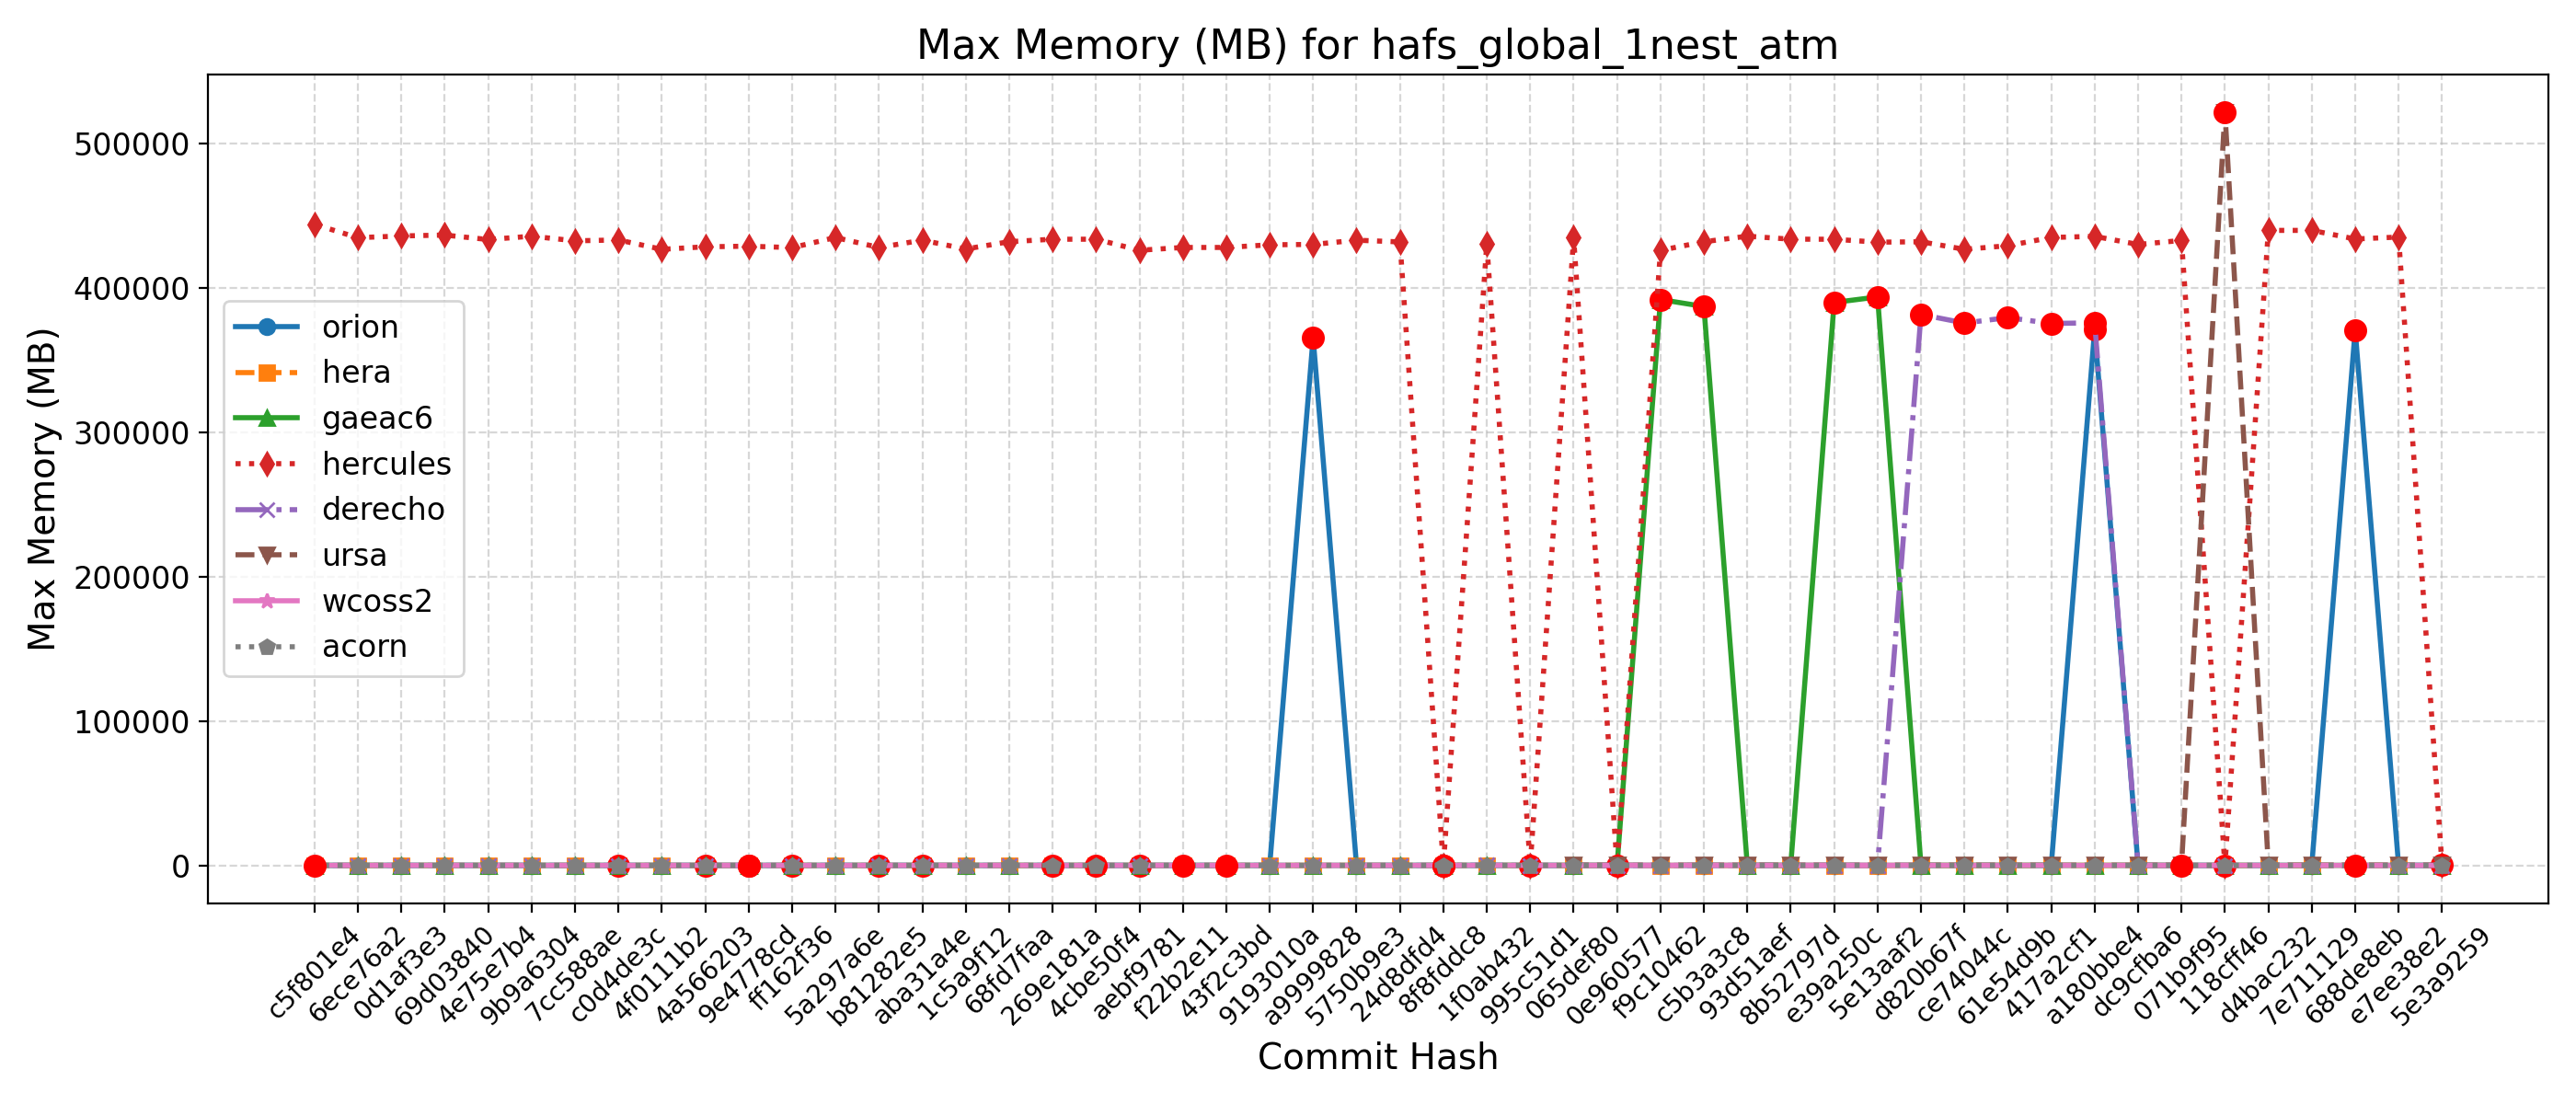 Max Memory (MB) for hafs_global_1nest_atm
Max Memory (MB)
500000
400000
300000
200000
100000
0
orion
hera
gaeac6
hercules
derecho
ursa
wcoss2
acorn
c5f801e4
6ece76a2
0d1af3e3
69d03840
4e75e7b4
9b9a6304
7cc588ae
c0d4de3c
4f0111b2
4a566203
9e4778cd
ff162f36
5a297a6e
b81282e5
aba31a4e
1c5a9f12
68fd7faa
269e181a
4cbe50f4
aebf9781
f22b2e11
43f2c3bd
9193010a
a9999828
5750b9e3
24d8dfd4
8f8fddc8
1f0ab432
995c51d1
065def80
0e960577
f9c10462
c5b3a3c8
93d51aef
8b52797d
e39a250c
5e13aaf2
d820b67f
ce74044c
61e54d9b
417a2cf1
a180bbe4
dc9cfba6
071b9f95
118cff46
d4bac232
7e711129
688de8eb
e7ee38e2
5e3a9259
Commit Hash